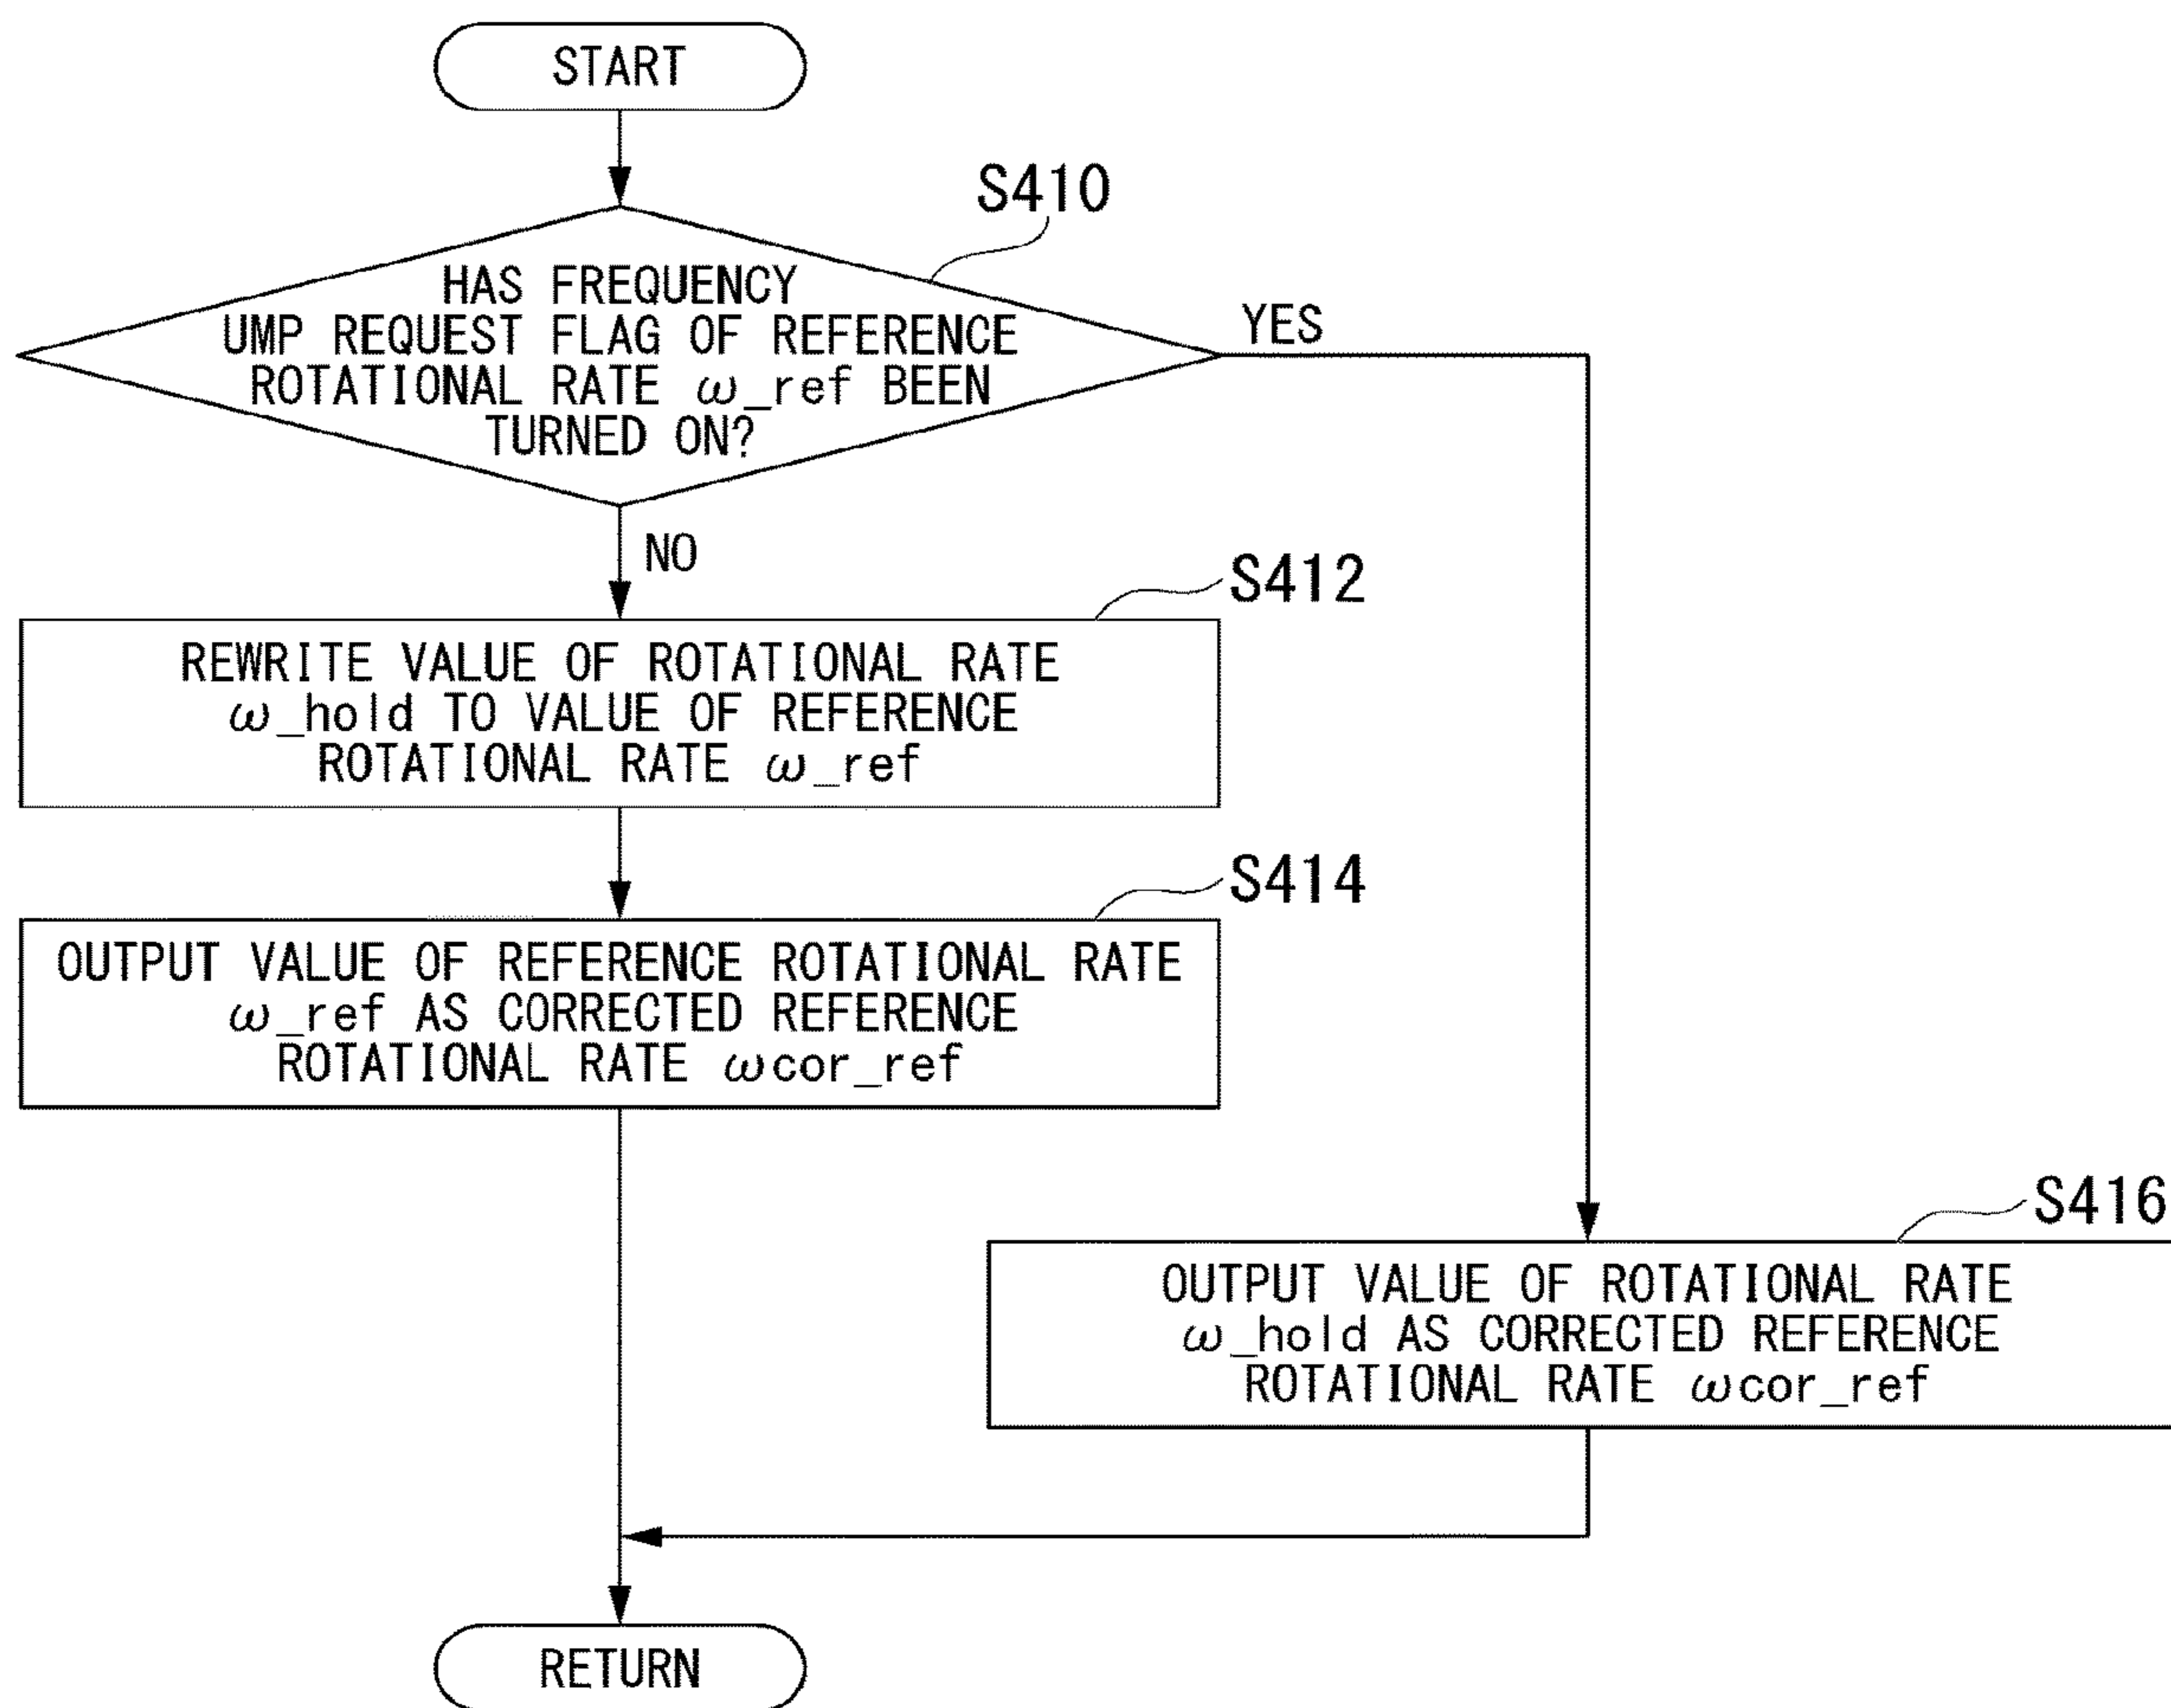 START
S410
HAS FREQUENCY
UMP REQUEST FLAG OF REFERENCE
ROTATIONAL RATE ω_ref BEEN
TURNED ON?
YES
NO
S412
REWRITE VALUE OF ROTATIONAL RATE
ω_hold TO VALUE OF REFERENCE
ROTATIONAL RATE ω_ref
S414
OUTPUT VALUE OF REFERENCE ROTATIONAL RATE
ω_ref AS CORRECTED REFERENCE
ROTATIONAL RATE ωcor_ref
S416
OUTPUT VALUE OF ROTATIONAL RATE
ω_hold AS CORRECTED REFERENCE
ROTATIONAL RATE ωcor_ref
RETURN